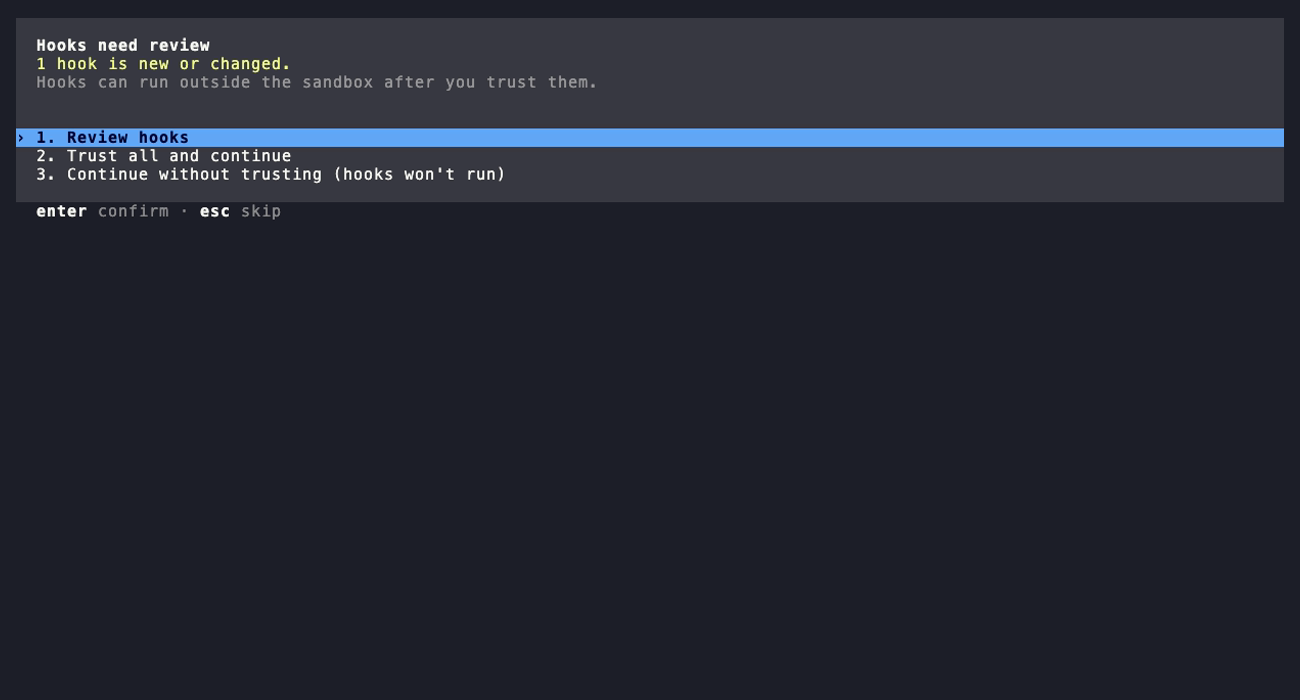 Hooks need review
1 hook is new or changed.
Hooks can run outside the sandbox after you trust them.
› 1. Review hooks
2. Trust all and continue
3. Continue without trusting (hooks won't run)
enter confirm · esc skip